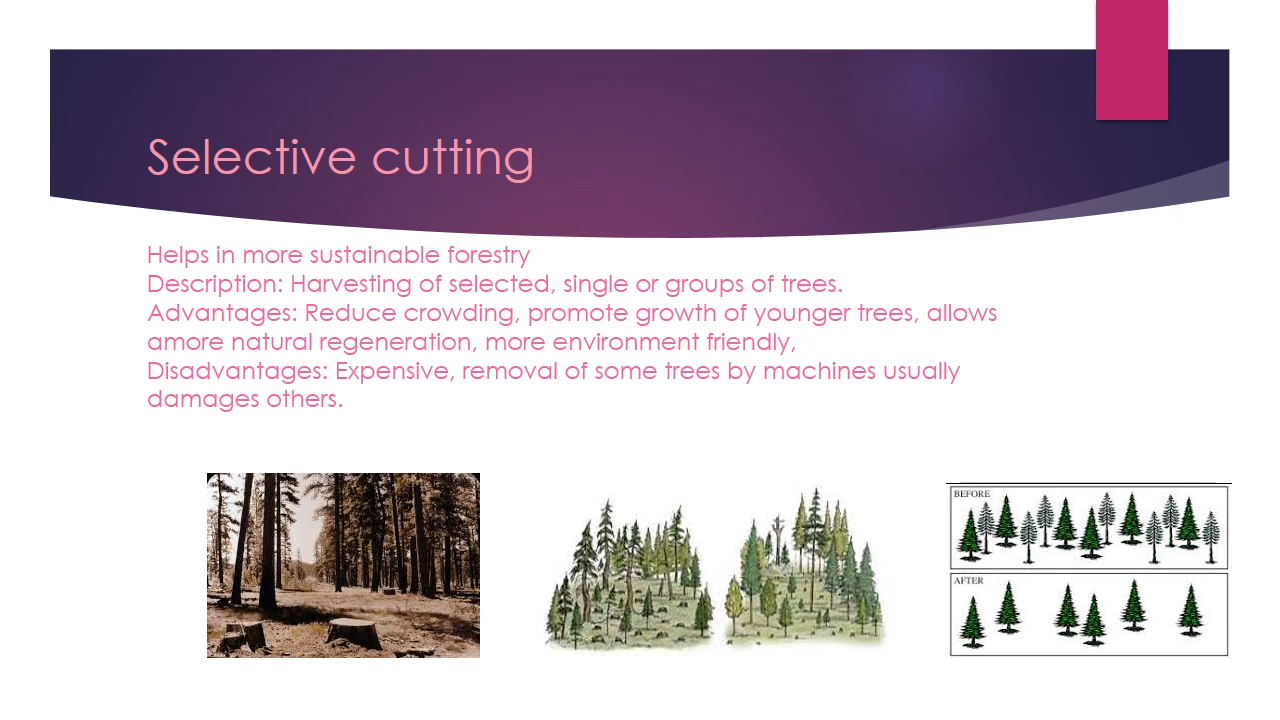 Selective cutting
Helps in more sustainable forestry
Description: Harvesting of selected, single or groups of trees.
Advantages: Reduce crowding, promote growth of younger trees, allows
amore natural regeneration, more environment friendly,
Disadvantages: Expensive, removal of some trees by machines usually
damages others.
BEFORE
AFTER